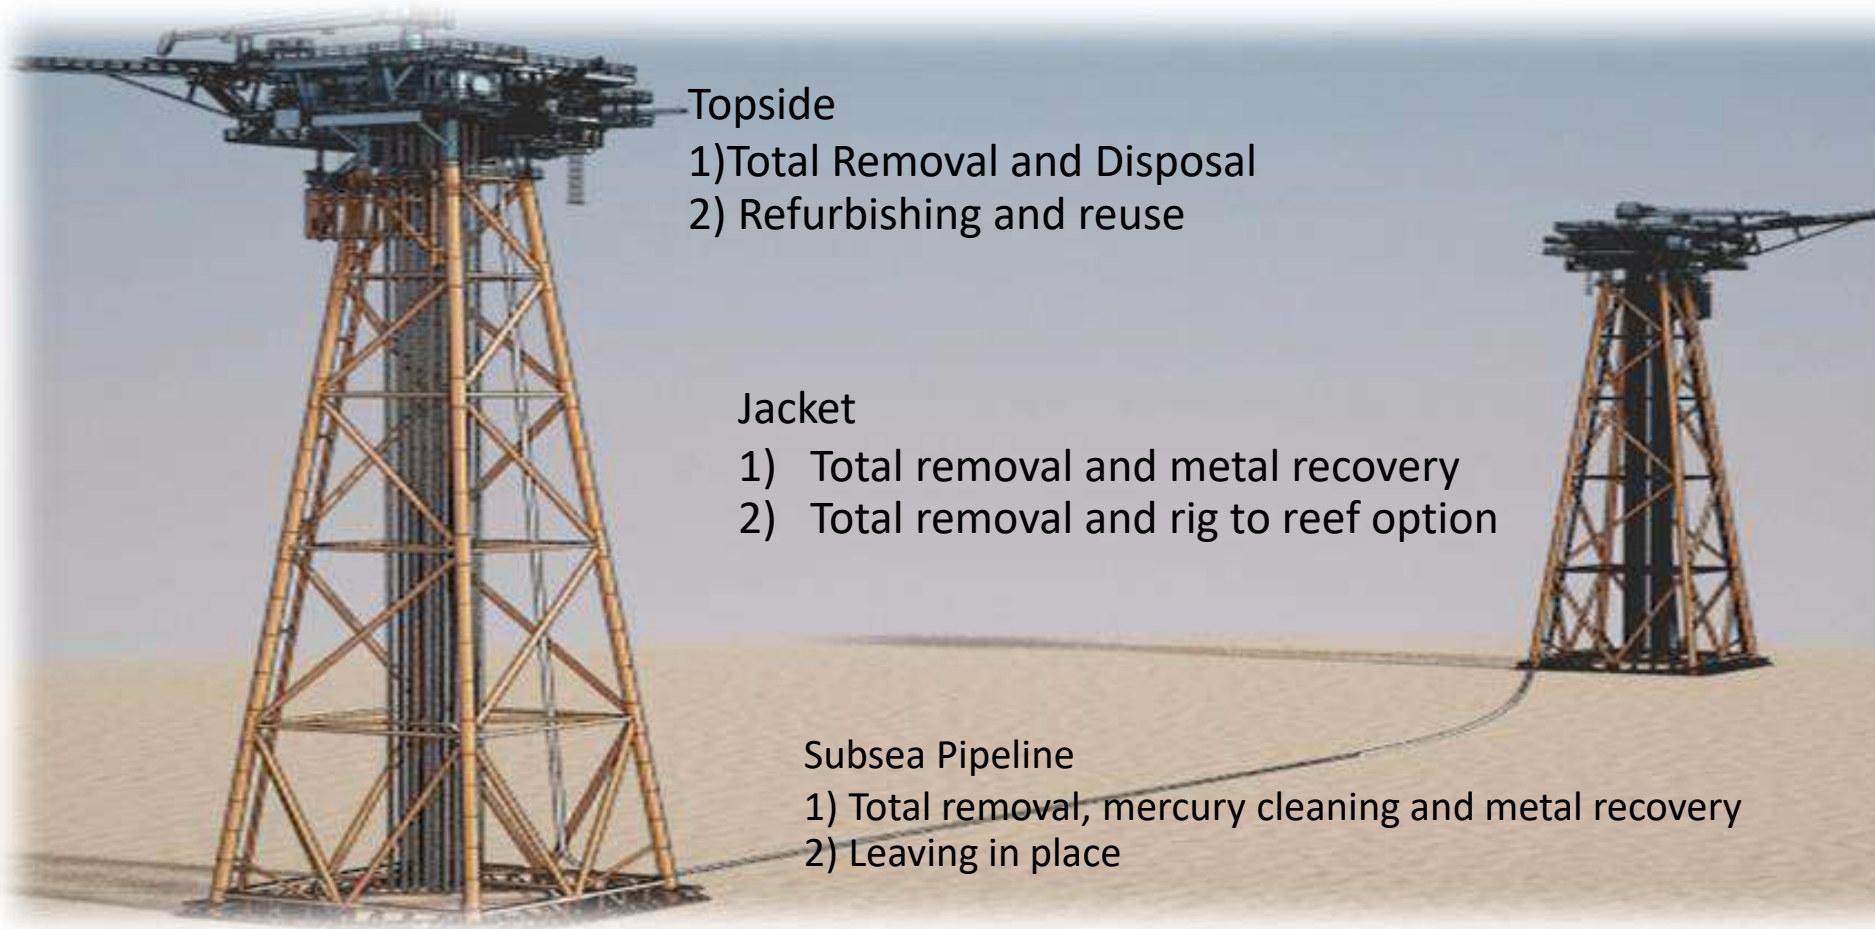 Topside
1)Total Removal and Disposal
2) Refurbishing and reuse
Jacket
1) Total removal and metal recovery
2) Total removal and rig to reef option
Subsea Pipeline
1) Total removal, mercury cleaning and metal recovery
2) Leaving in place